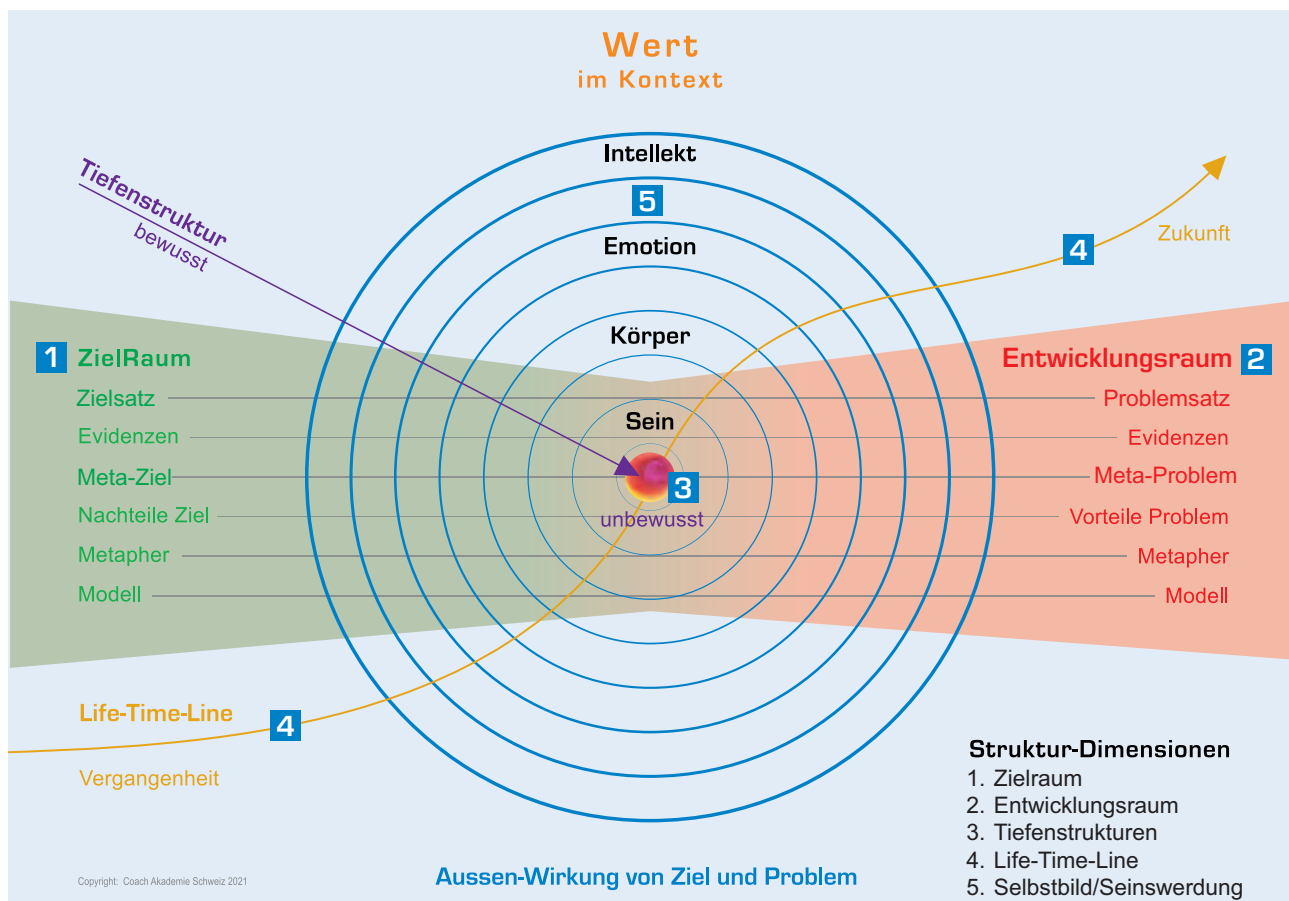 Wert
im Kontext
Intellekt
5
Tiefenstruktur
bewusst
Emotion
4
Zukunft
Körper
1 ZielRaum
Entwicklungsraum 2
Zielsatz
Problemsatz
Sein
Evidenzen
Evidenzen
Meta-Ziel
3
Meta-Problem
Nachteile Ziel
unbewusst
Vorteile Problem
Metapher
Metapher
Modell
Modell
Life-Time-Line
4
Vergangenheit
Struktur-Dimensionen
1. Zielraum
2. Entwicklungsraum
3. Tiefenstrukturen
4. Life-Time-Line
5. Selbstbild/Seinswerdung
Copyright: Coach Akademie Schweiz 2021
Aussen-Wirkung von Ziel und Problem